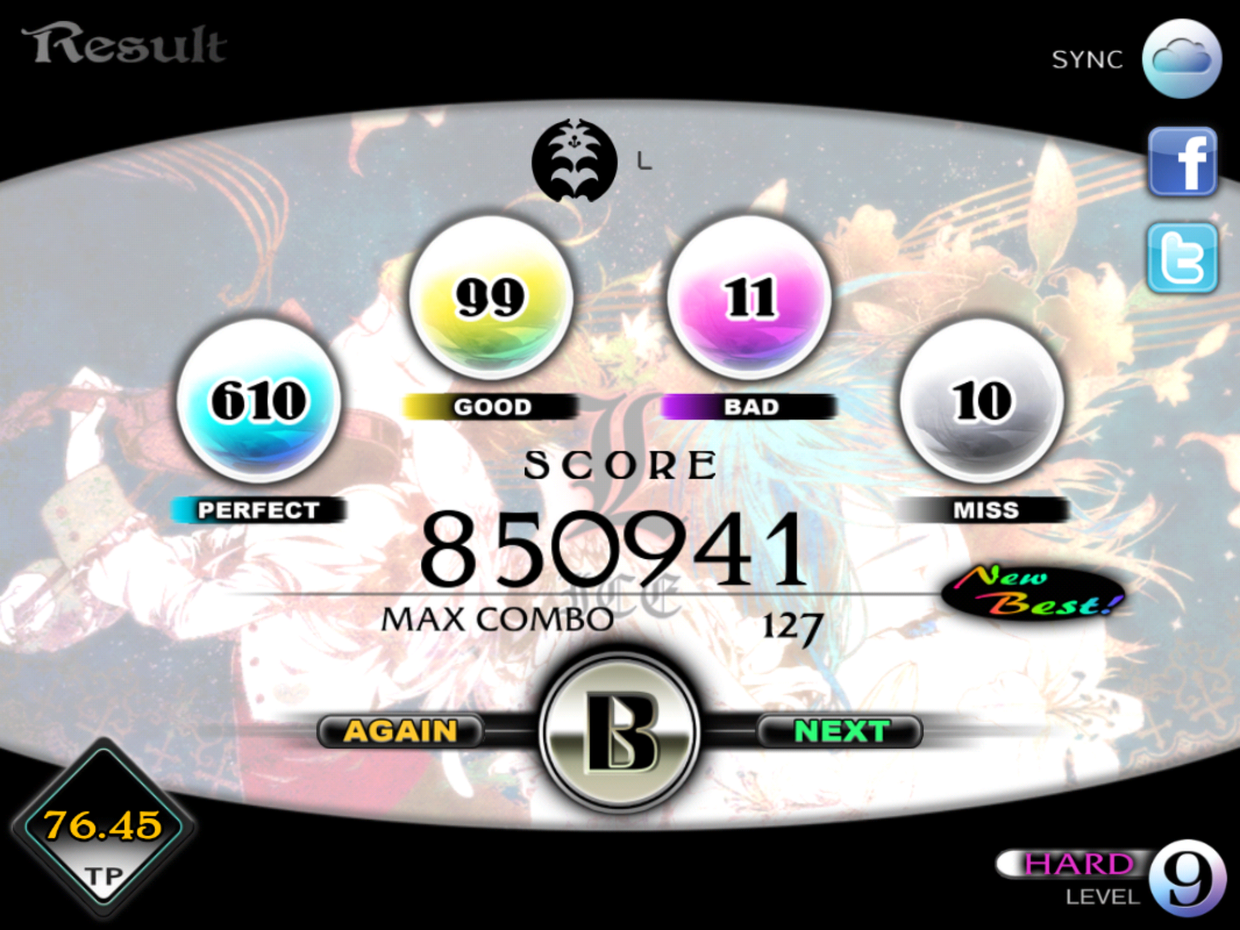 Result
SYNC
f
t
L
99
11
610
10
GOOD
BAD
SCORE
PERFECT
MISS
850941
New
Best!
MAX COMBO 127
B
AGAIN
NEXT
76.45
TP
HARD
9
LEVEL